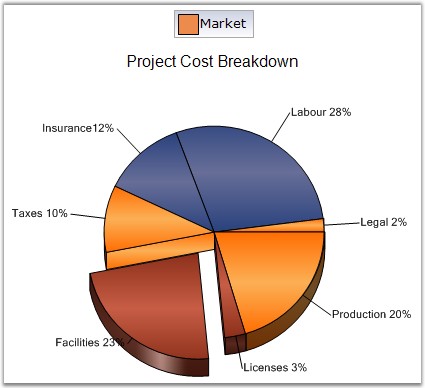 Market
Project Cost Breakdown
Labour 28%
Insurance12%
Taxes 10%
Legal 2%
Production 20%
Facilities 23%
Licenses 3%